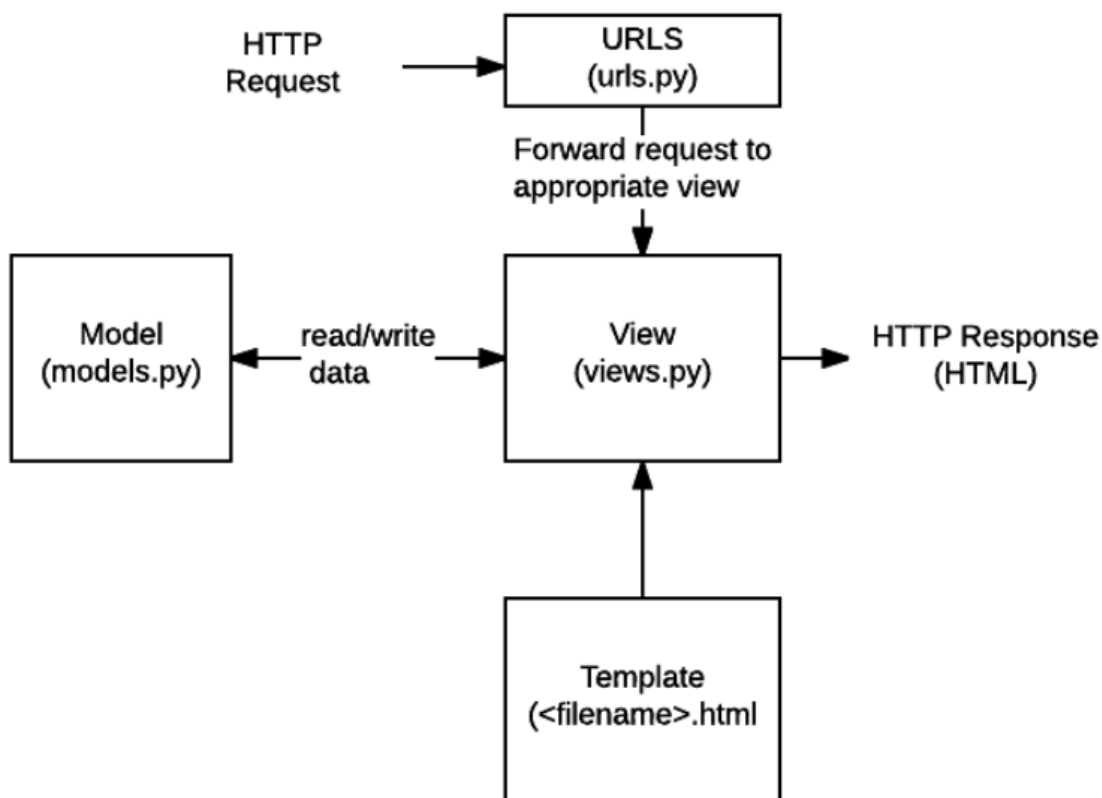 HTTP
Request
URLS
(urls.py)
Forward request to
appropriate view
Model
(models.py)
read/write
data
View
(views.py)
HTTP Response
(HTML)
Template
(<filename>.html